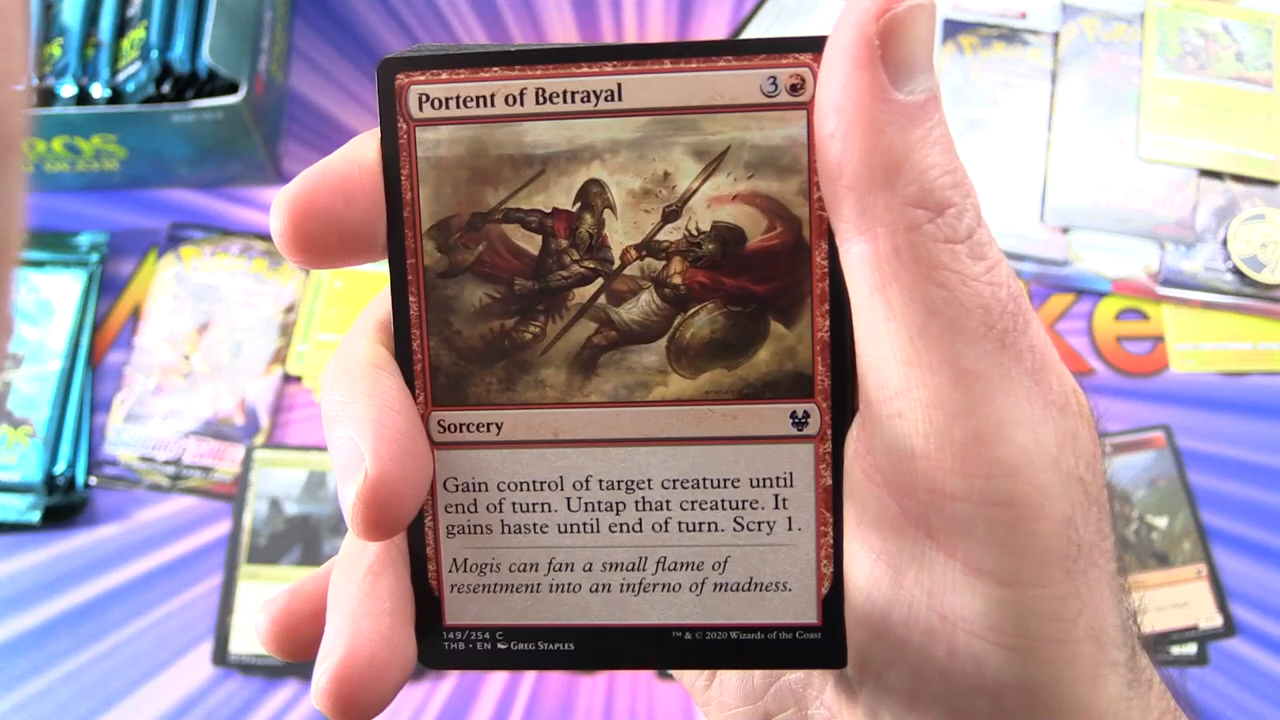 Portent of Betrayal 3
Sorcery
Gain control of target creature until
end of turn. Untap that creature. It
gains haste until end of turn. Scry 1.
Mogis can fan a small flame of
resentment into an inferno of madness.
149/254 C
THB • EN GREG STAPLES
™ & © 2020 Wizards of the Coast
ke